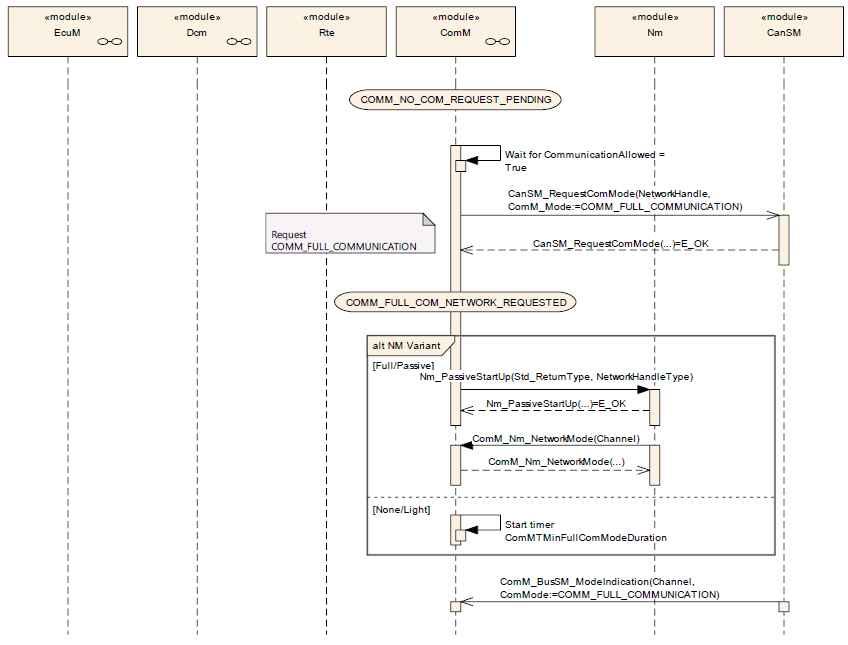 «module»
EcuM
«module»
Dcm
«module»
Rte
«module»
ComM
«module»
Nm
«module»
CanSM
COMM_NO_COM_REQUEST_PENDING
Wait for CommunicationAllowed =
True
CanSM_RequestComMode(NetworkHandle,
ComM_Mode:=COMM_FULL_COMMUNICATION)
Request
COMM_FULL_COMMUNICATION
CanSM_RequestComMode(...)=E_OK
COMM_FULL_COM_NETWORK_REQUESTED
alt NM Variant
[Full/Passive]
Nm_PassiveStartUp(Std_ReturnType, NetworkHandleType)
Nm_PassiveStartUp(...)=E_OK
ComM_Nm_NetworkMode(Channel)
ComM_Nm_NetworkMode(...)
[None/Light]
Start timer
ComMTMinFullComModeDuration
ComM_BusSM_ModeIndication(Channel,
ComMode:=COMM_FULL_COMMUNICATION)